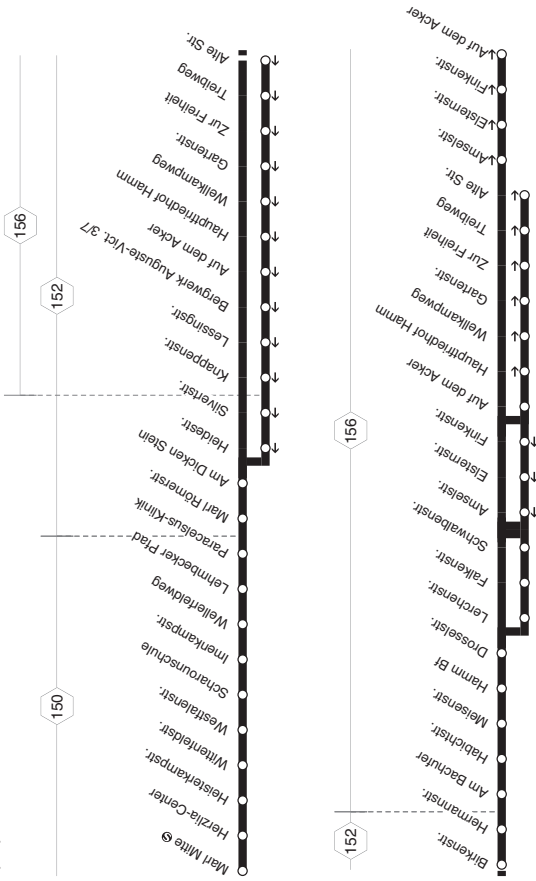 150
152
156
Marl Mitte S
Herzlia-Center
Heisterkampstr.
Wittenfeldstr.
Westfalenstr.
Scharounschule
Imenkampstr.
Wellerfeldweg
Lehmbecker Pfad
Paracelsus-Klinik
Marl Römerstr.
Am Dicken Stein
Heidestr.
Silvertstr.
Knappenstr.
Lessingstr.
Bergwerk Auguste-Vict. 3/7
Auf dem Acker
Hauptfriedhof Hamm
Wellkampweg
Gartenstr.
Zur Freiheit
Treibweg
Alte Str.
152
156
Birkenstr.
Hermannstr.
Am Bachufer
Habichtstr.
Meisenstr.
Hamm Bf
Drosselstr.
Lerchenstr.
Falkenstr.
Schwalbenstr.
Amselstr.
Elsternstr.
Finkenstr.
Auf dem Acker
Hauptfriedhof Hamm
Wellkampweg
Gartenstr.
Zur Freiheit
Treibweg
Alte Str.
Amselstr.
Elsternstr.
Finkenstr.
Auf dem Acker